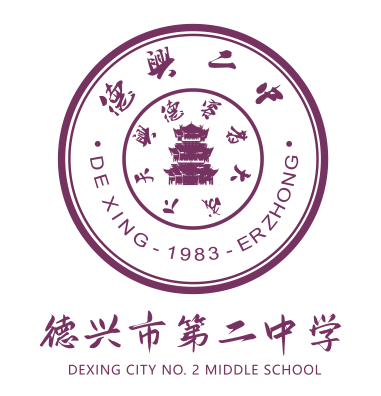 德興二中
• DE XING - 1983 - ERZHONG •
德兴市第二中学
DEXING CITY NO. 2 MIDDLE SCHOOL